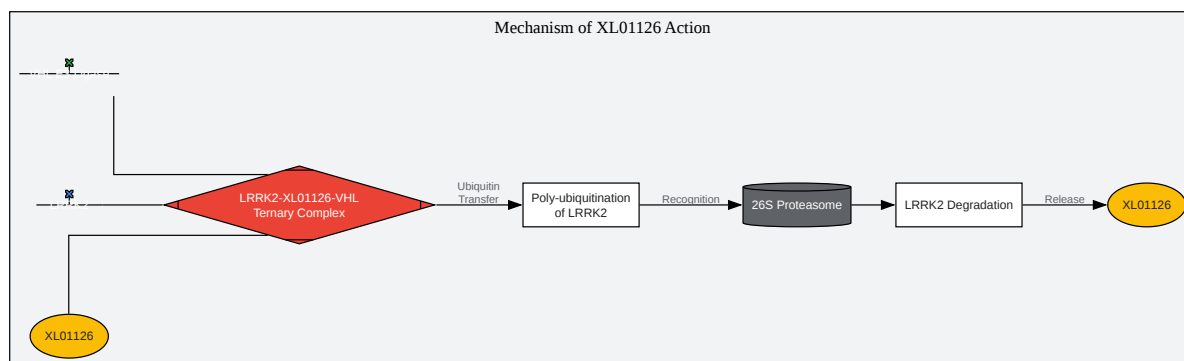 Mechanism of XL01126 Action
LRRK2-XL01126-VHL
Ternary Complex
Ubiquitin
Transfer
Poly-ubiquitination
of LRRK2
Recognition
26S Proteasome
LRRK2 Degradation
Release
XL01126
XL01126